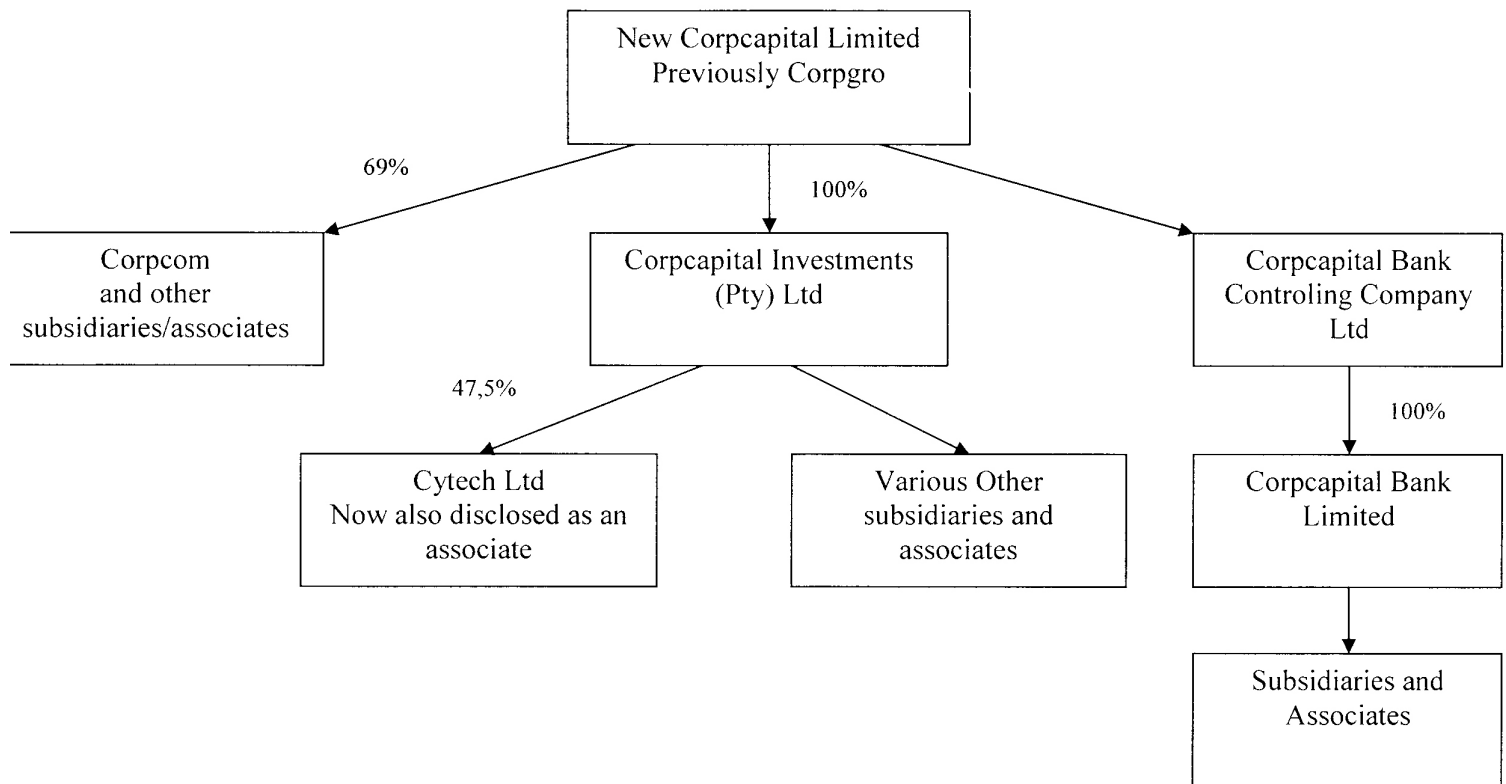 New Corpcapital Limited
Previously Corpgro
69%
100%
Corpcom
and other
subsidiaries/associates
Corpcapital Investments
(Pty) Ltd
Corpcapital Bank
Controling Company
Ltd
47,5%
100%
Cytech Ltd
Now also disclosed as an
associate
Various Other
subsidiaries and
associates
Corpcapital Bank
Limited
Subsidiaries and
Associates